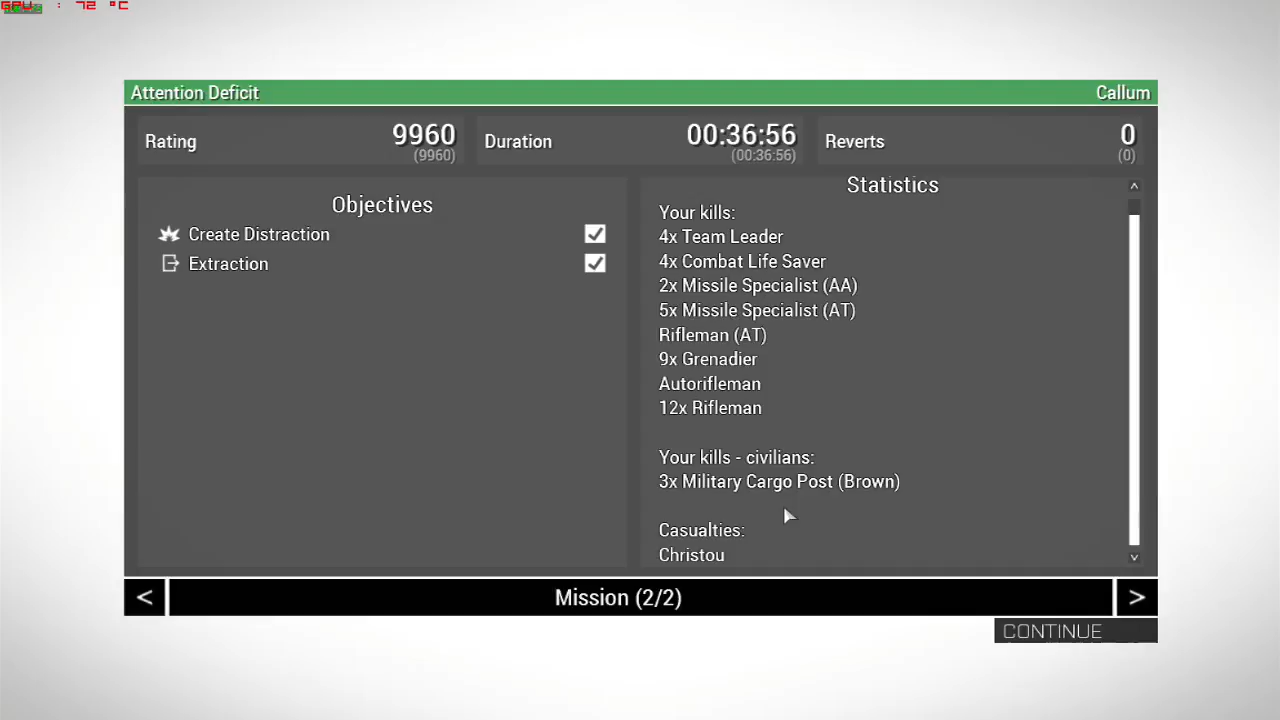 GPU : 72 °C
Attention Deficit Callum
Rating 9960 (9960) Duration 00:36:56 (00:36:56) Reverts 0 (0)
Objectives
Create Distraction
Extraction
Statistics
Your kills:
4x Team Leader
4x Combat Life Saver
2x Missile Specialist (AA)
5x Missile Specialist (AT)
Rifleman (AT)
9x Grenadier
Autorifleman
12x Rifleman
Your kills - civilians:
3x Military Cargo Post (Brown)
Casualties:
Christou
< Mission (2/2) >
CONTINUE